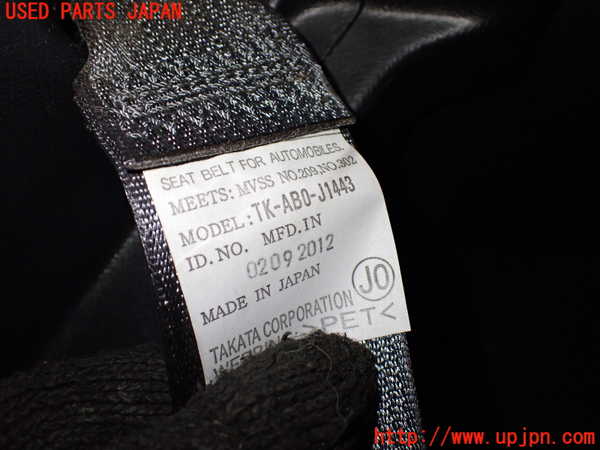 USED PARTS JAPAN
SEAT BELT FOR AUTOMOBILES.
MEETS: MVSS NO.209,NO.302
MODEL: TK-AB0-J1443
ID.NO. MFD.IN
0209 2012
MADE IN JAPAN
JO
TAKATA CORPORATION
>PET<
http://www.upjpn.com/